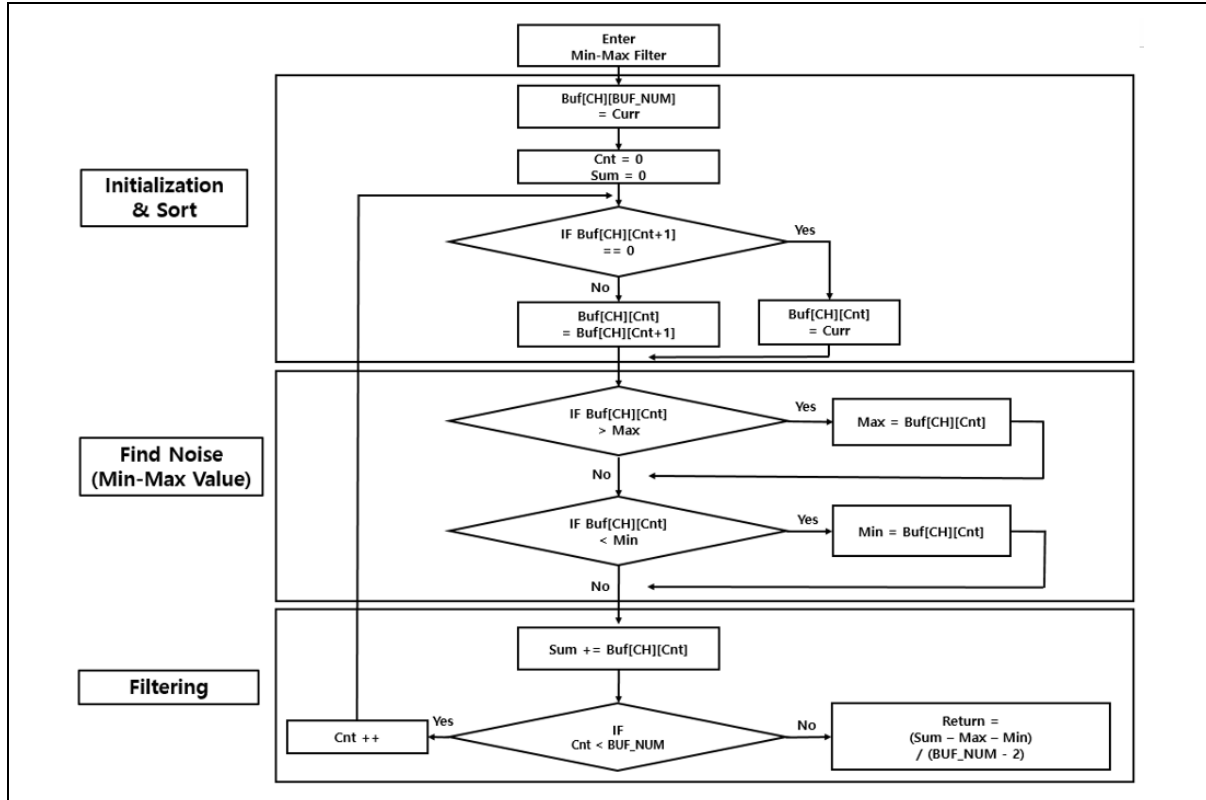 Enter
Min-Max Filter
Buf[CH][BUF_NUM]
= Curr
Cnt = 0
Sum = 0
Initialization
& Sort
IF Buf[CH][Cnt+1]
== 0
Yes
No
Buf[CH][Cnt]
= Buf[CH][Cnt+1]
Buf[CH][Cnt]
= Curr
Find Noise
(Min-Max Value)
IF Buf[CH][Cnt]
> Max
Yes
Max = Buf[CH][Cnt]
No
IF Buf[CH][Cnt]
< Min
Yes
Min = Buf[CH][Cnt]
No
Filtering
Sum += Buf[CH][Cnt]
IF
Cnt < BUF_NUM
Yes
Cnt ++
No
Return =
(Sum – Max – Min)
/ (BUF_NUM - 2)